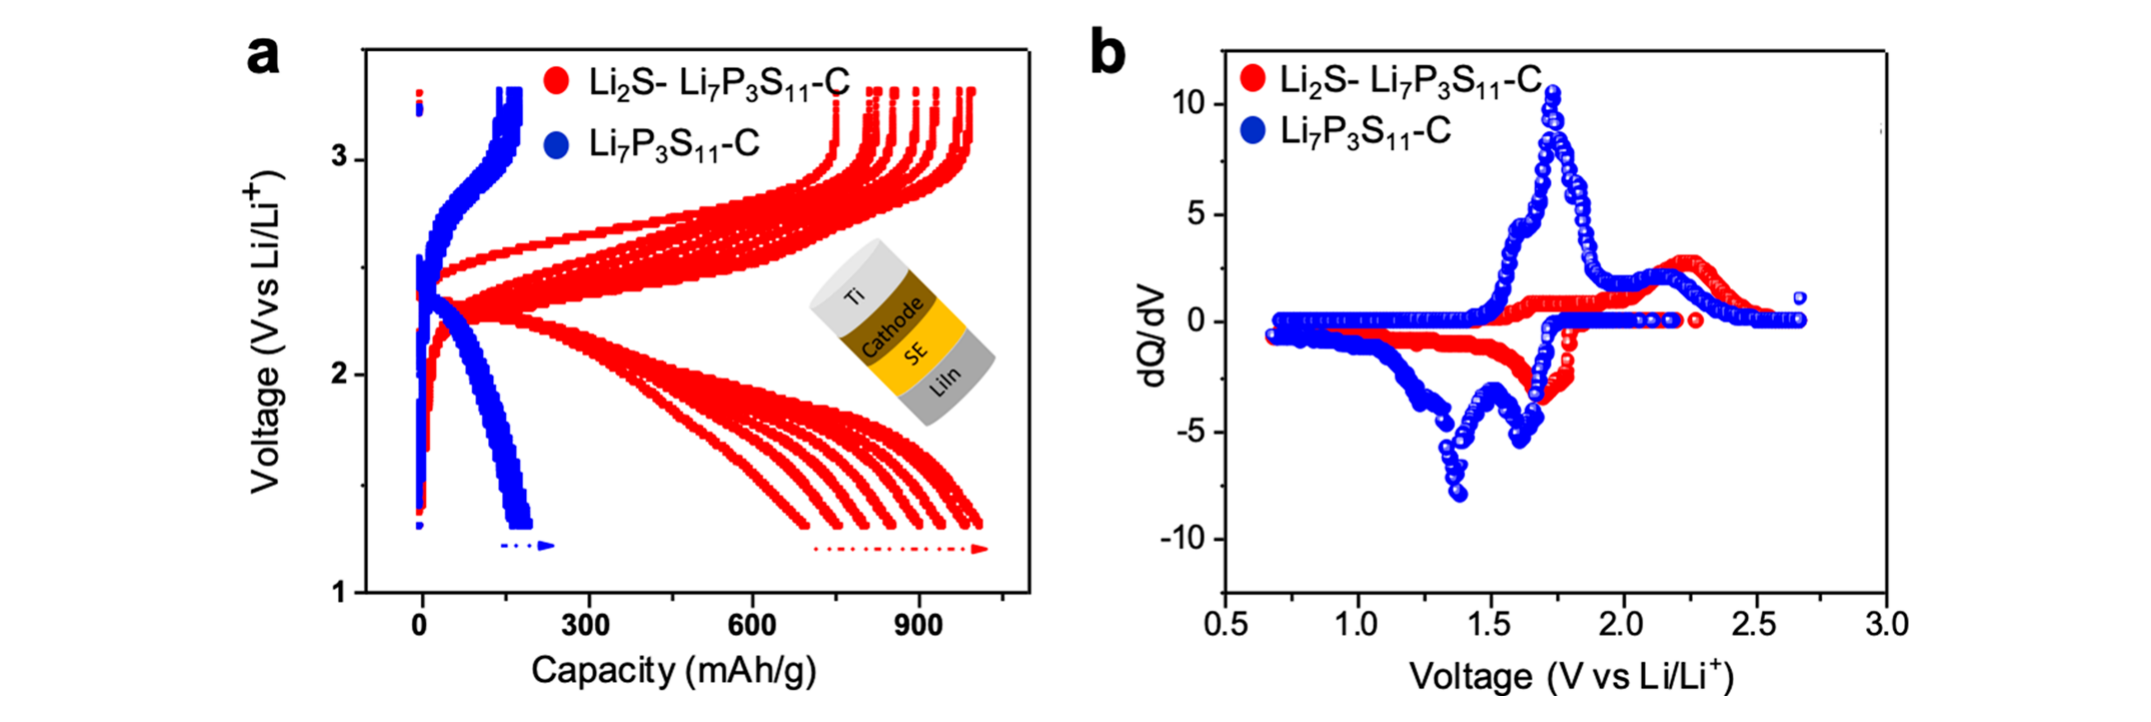 a
Li₂S- Li₇P₃S₁₁-C
Li₇P₃S₁₁-C
3
2
1
Voltage (V vs Li/Li⁺)
0 300 600 900
Capacity (mAh/g)
Ti
Cathode
SE
LiIn
b
Li₂S- Li₇P₃S₁₁-C
Li₇P₃S₁₁-C
10
5
0
-5
-10
dQ/dV
0.5 1.0 1.5 2.0 2.5 3.0
Voltage (V vs Li/Li⁺)